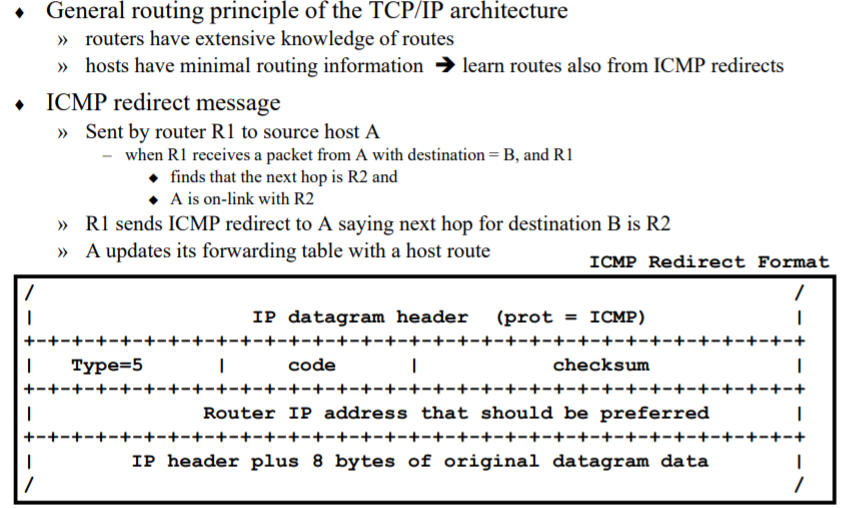 ♦ General routing principle of the TCP/IP architecture
» routers have extensive knowledge of routes
» hosts have minimal routing information ➔ learn routes also from ICMP redirects
♦ ICMP redirect message
» Sent by router R1 to source host A
– when R1 receives a packet from A with destination = B, and R1
♦ finds that the next hop is R2 and
♦ A is on-link with R2
» R1 sends ICMP redirect to A saying next hop for destination B is R2
» A updates its forwarding table with a host route
ICMP Redirect Format
/ /
| IP datagram header (prot = ICMP) |
+-+-+-+-+-+-+-+-+-+-+-+-+-+-+-+-+-+-+-+-+-+-+-+-+-+-+-+-+-+-+-+-+
| Type=5 | code | checksum |
+-+-+-+-+-+-+-+-+-+-+-+-+-+-+-+-+-+-+-+-+-+-+-+-+-+-+-+-+-+-+-+-+
| Router IP address that should be preferred |
+-+-+-+-+-+-+-+-+-+-+-+-+-+-+-+-+-+-+-+-+-+-+-+-+-+-+-+-+-+-+-+-+
| IP header plus 8 bytes of original datagram data |
/ /